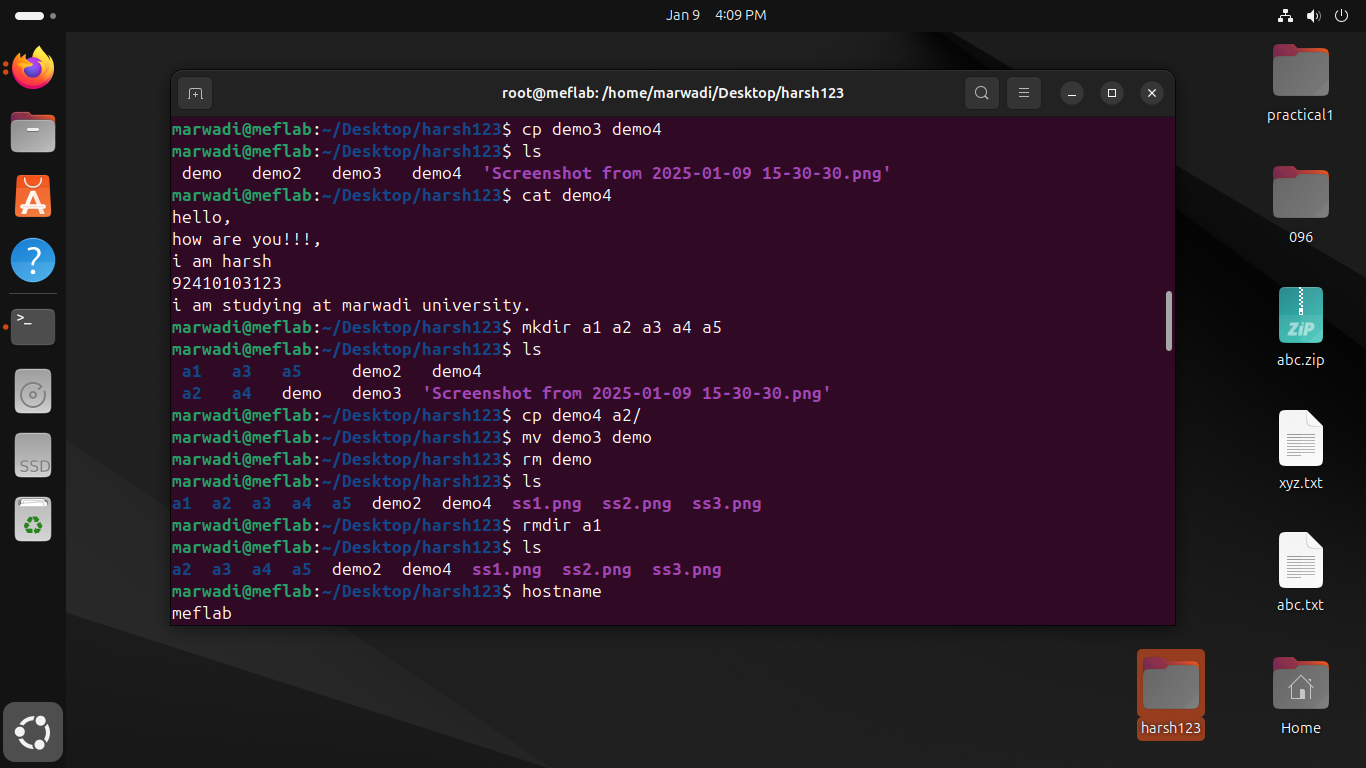 Jan 9 4:09 PM
root@meflab: /home/marwadi/Desktop/harsh123
marwadi@meflab:~/Desktop/harsh123$ cp demo3 demo4
marwadi@meflab:~/Desktop/harsh123$ ls
demo demo2 demo3 demo4 'Screenshot from 2025-01-09 15-30-30.png'
marwadi@meflab:~/Desktop/harsh123$ cat demo4
hello,
how are you!!!,
i am harsh
92410103123
i am studying at marwadi university.
marwadi@meflab:~/Desktop/harsh123$ mkdir a1 a2 a3 a4 a5
marwadi@meflab:~/Desktop/harsh123$ ls
a1 a3 a5 demo2 demo4
a2 a4 demo demo3 'Screenshot from 2025-01-09 15-30-30.png'
marwadi@meflab:~/Desktop/harsh123$ cp demo4 a2/
marwadi@meflab:~/Desktop/harsh123$ mv demo3 demo
marwadi@meflab:~/Desktop/harsh123$ rm demo
marwadi@meflab:~/Desktop/harsh123$ ls
a1 a2 a3 a4 a5 demo2 demo4 ss1.png ss2.png ss3.png
marwadi@meflab:~/Desktop/harsh123$ rmdir a1
marwadi@meflab:~/Desktop/harsh123$ ls
a2 a3 a4 a5 demo2 demo4 ss1.png ss2.png ss3.png
marwadi@meflab:~/Desktop/harsh123$ hostname
meflab
>_
SSD
practical1
096
ZiP
abc.zip
xyz.txt
abc.txt
harsh123
Home